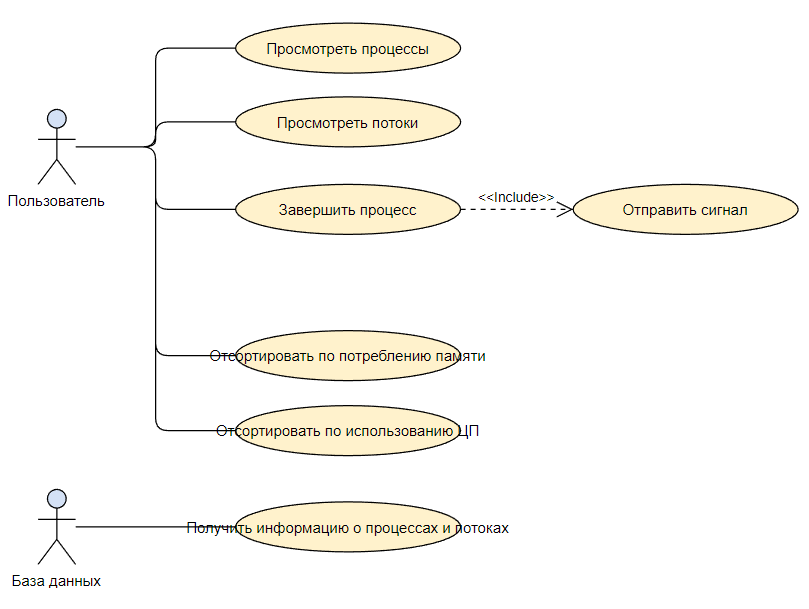 Просмотреть процессы
Просмотреть потоки
Пользователь
Завершить процесс
<<Include>>
Отправить сигнал
Отсортировать по потреблению памяти
Отсортировать по использованию ЦП
Получить информацию о процессах и потоках
База данных